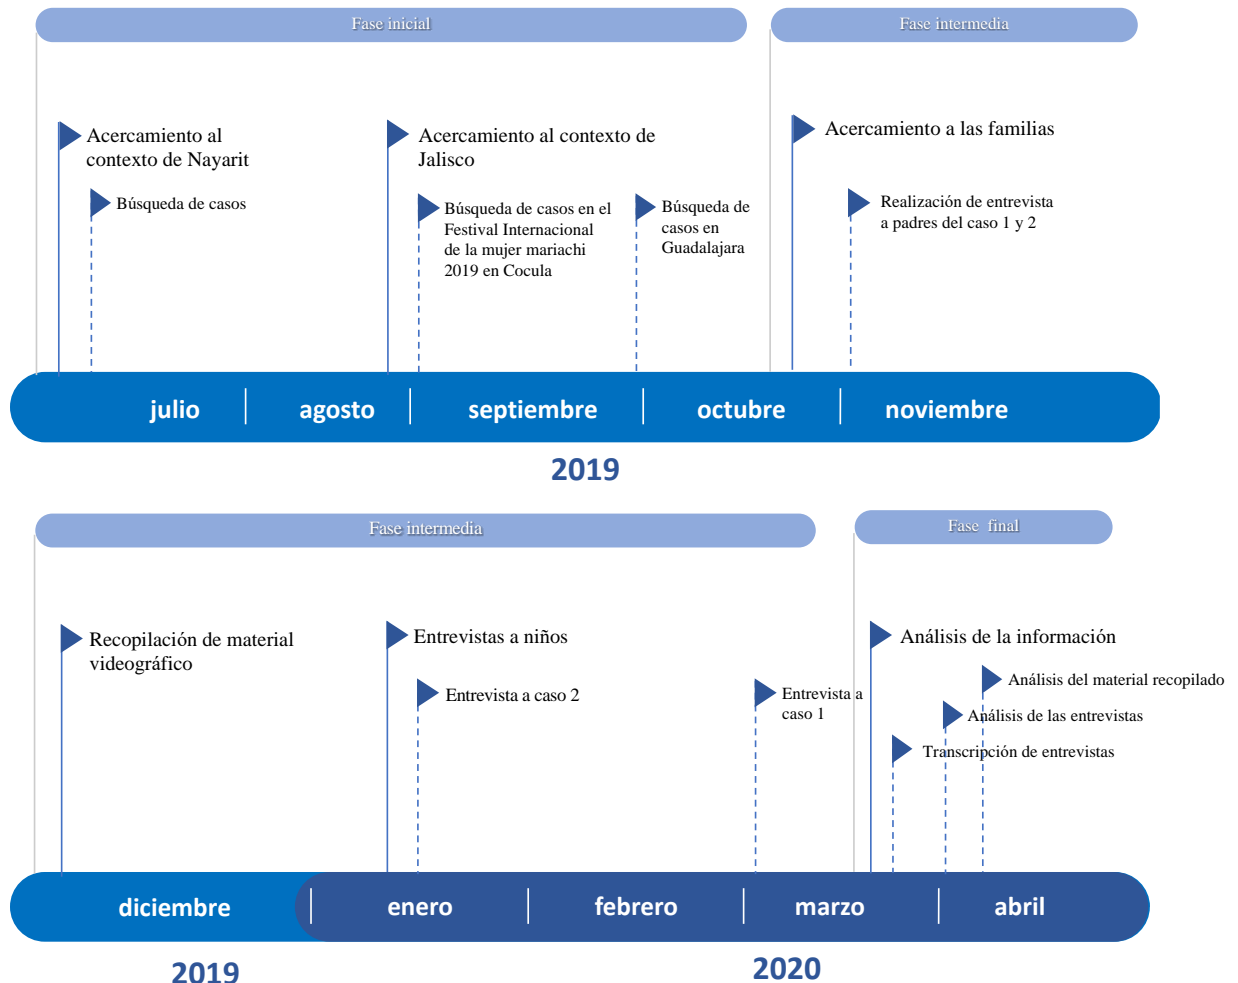 Fase inicial
Fase intermedia
Acercamiento al
contexto de Nayarit
Búsqueda de casos
Acercamiento al contexto de
Jalisco
Búsqueda de casos en el
Festival Internacional
de la mujer mariachi
2019 en Cocula
Búsqueda de
casos en
Guadalajara
Acercamiento a las familias
Realización de entrevista
a padres del caso 1 y 2
julio
agosto
septiembre
octubre
noviembre
2019
Fase intermedia
Fase final
Recopilación de material
videográfico
Entrevistas a niños
Entrevista a caso 2
Entrevista a
caso 1
Análisis de la información
Análisis del material recopilado
Análisis de las entrevistas
Transcripción de entrevistas
diciembre
enero
febrero
marzo
abril
2019
2020